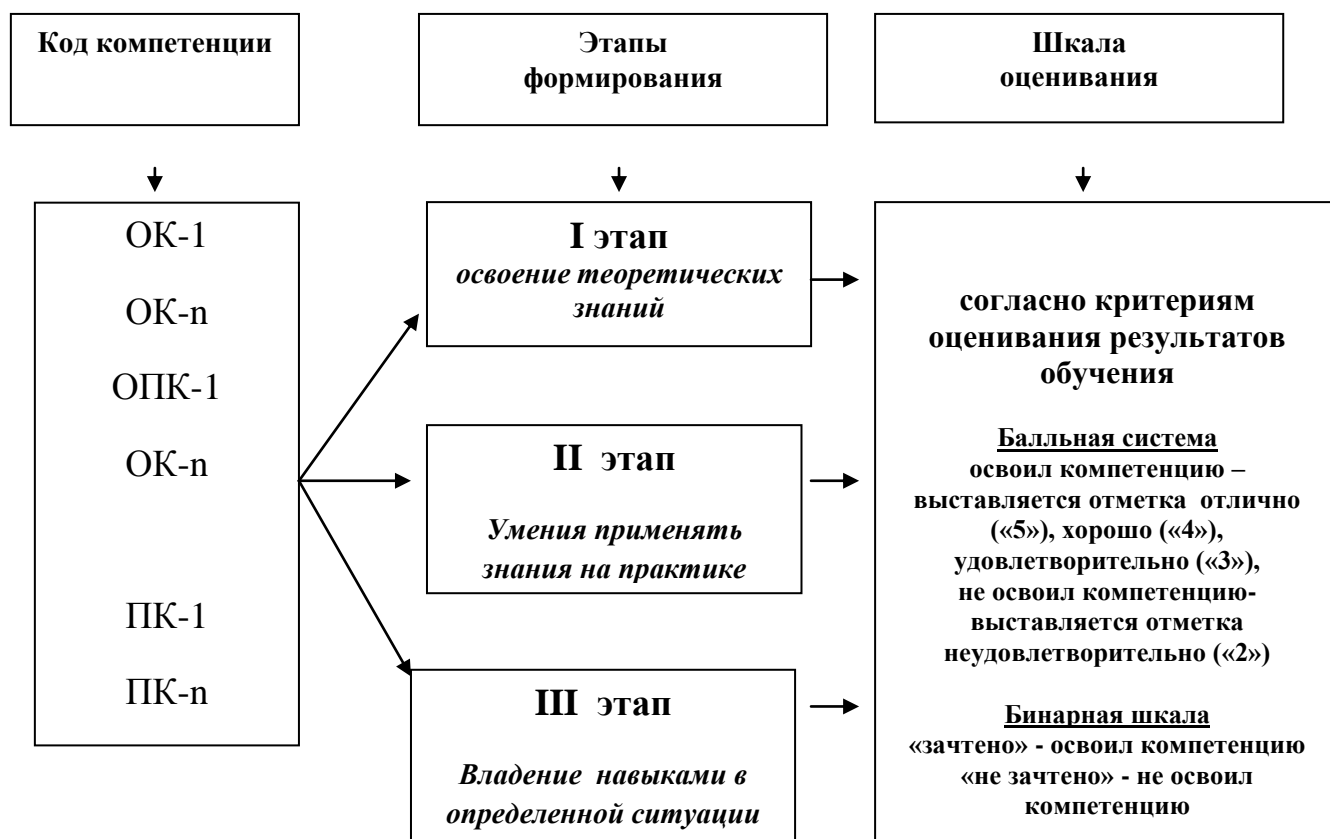 Код компетенции
Этапы
формирования
Шкала
оценивания
ОК-1
ОК-n
ОПК-1
ОК-n
ПК-1
ПК-n
I этап
освоение теоретических
знаний
II этап
Умения применять
знания на практике
III этап
Владение навыками в
определенной ситуации
согласно критериям
оценивания результатов
обучения
Балльная система
освоил компетенцию –
выставляется отметка отлично
(«5»), хорошо («4»),
удовлетворительно («3»),
не освоил компетенцию-
выставляется отметка
неудовлетворительно («2»)
Бинарная шкала
«зачтено» - освоил компетенцию
«не зачтено» - не освоил
компетенцию